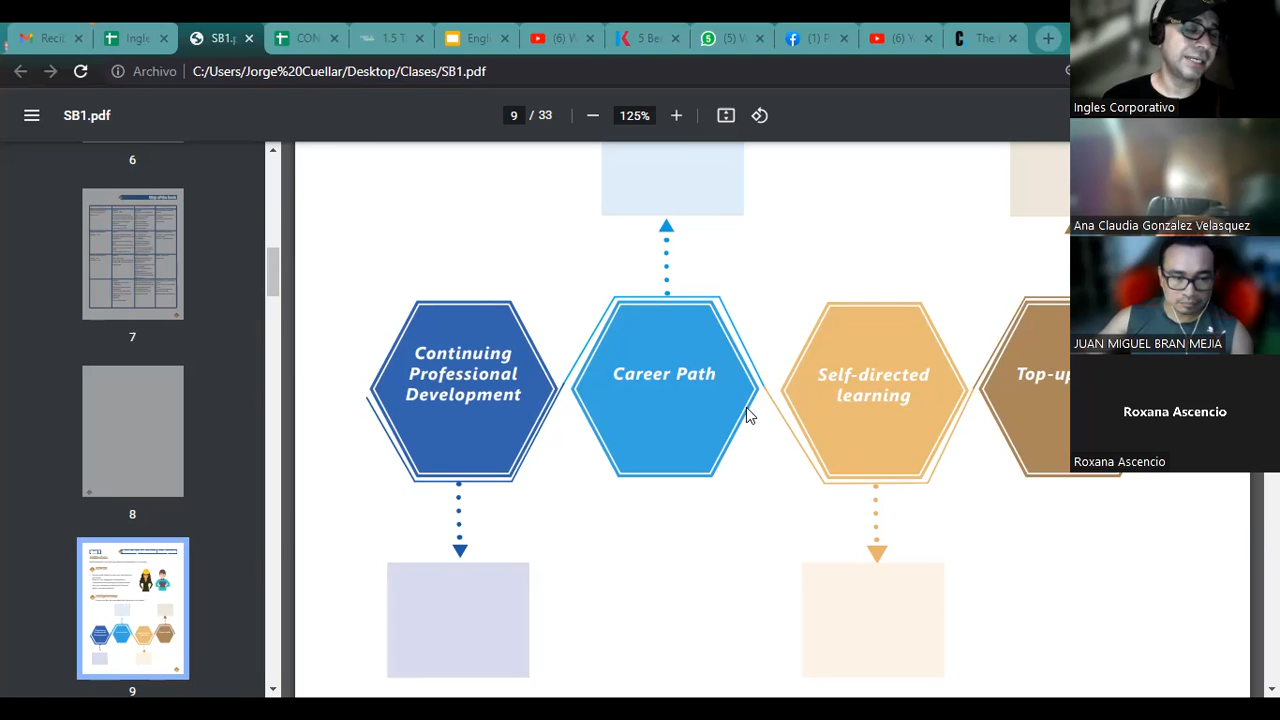 Recil
Ingle
SB1.p
CON
1.5 T
Engli
(6) W
5 Be
(5) W
(1) P
(6) Y
The
Archivo C:/Users/Jorge%20Cuellar/Desktop/Clases/SB1.pdf
SB1.pdf
9 / 33
125%
6
7
8
9
Continuing
Professional
Development
Career Path
Self-directed
learning
Top-up
Ingles Corporativo
Ana Claudia Gonzalez Velasquez
JUAN MIGUEL BRAN MEJIA
Roxana Ascencio
Roxana Ascencio